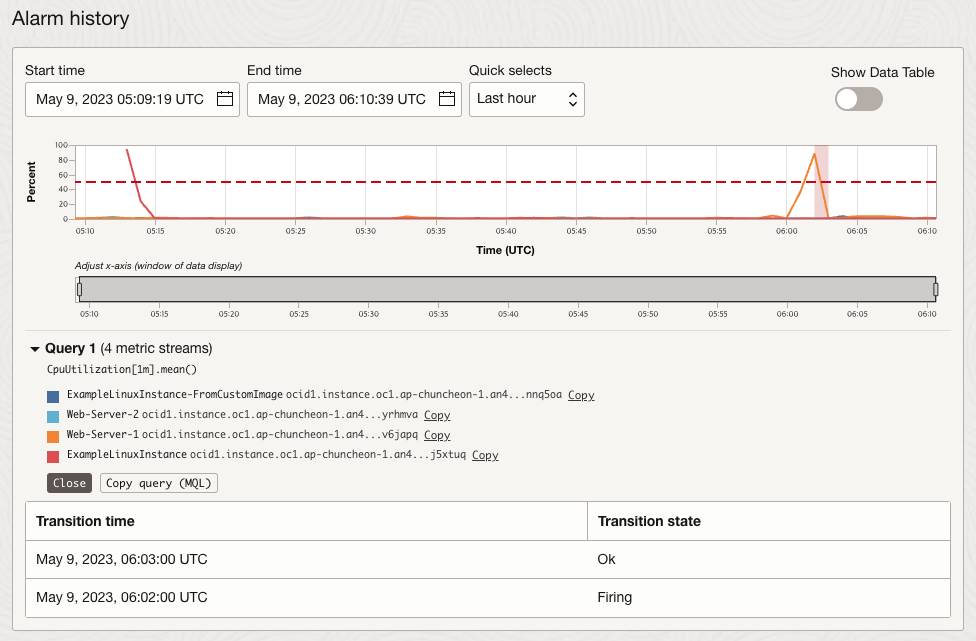 Alarm history
Start time
End time
Quick selects
Show Data Table
May 9, 2023 05:09:19 UTC
May 9, 2023 06:10:39 UTC
Last hour
Percent
100
80
60
40
20
0
05:10 05:15 05:20 05:25 05:30 05:35 05:40 05:45 05:50 05:55 06:00 06:05 06:10
Time (UTC)
Adjust x-axis (window of data display)
05:10 05:15 05:20 05:25 05:30 05:35 05:40 05:45 05:50 05:55 06:00 06:05 06:10
Query 1 (4 metric streams)
CpuUtilization[1m].mean()
ExampleLinuxInstance-FromCustomImage ocid1.instance.oc1.ap-chuncheon-1.an4...nnq5oa Copy
Web-Server-2 ocid1.instance.oc1.ap-chuncheon-1.an4...yrhmva Copy
Web-Server-1 ocid1.instance.oc1.ap-chuncheon-1.an4...v6japq Copy
ExampleLinuxInstance ocid1.instance.oc1.ap-chuncheon-1.an4...j5xtuq Copy
Close Copy query (MQL)
Transition time Transition state
May 9, 2023, 06:03:00 UTC Ok
May 9, 2023, 06:02:00 UTC Firing